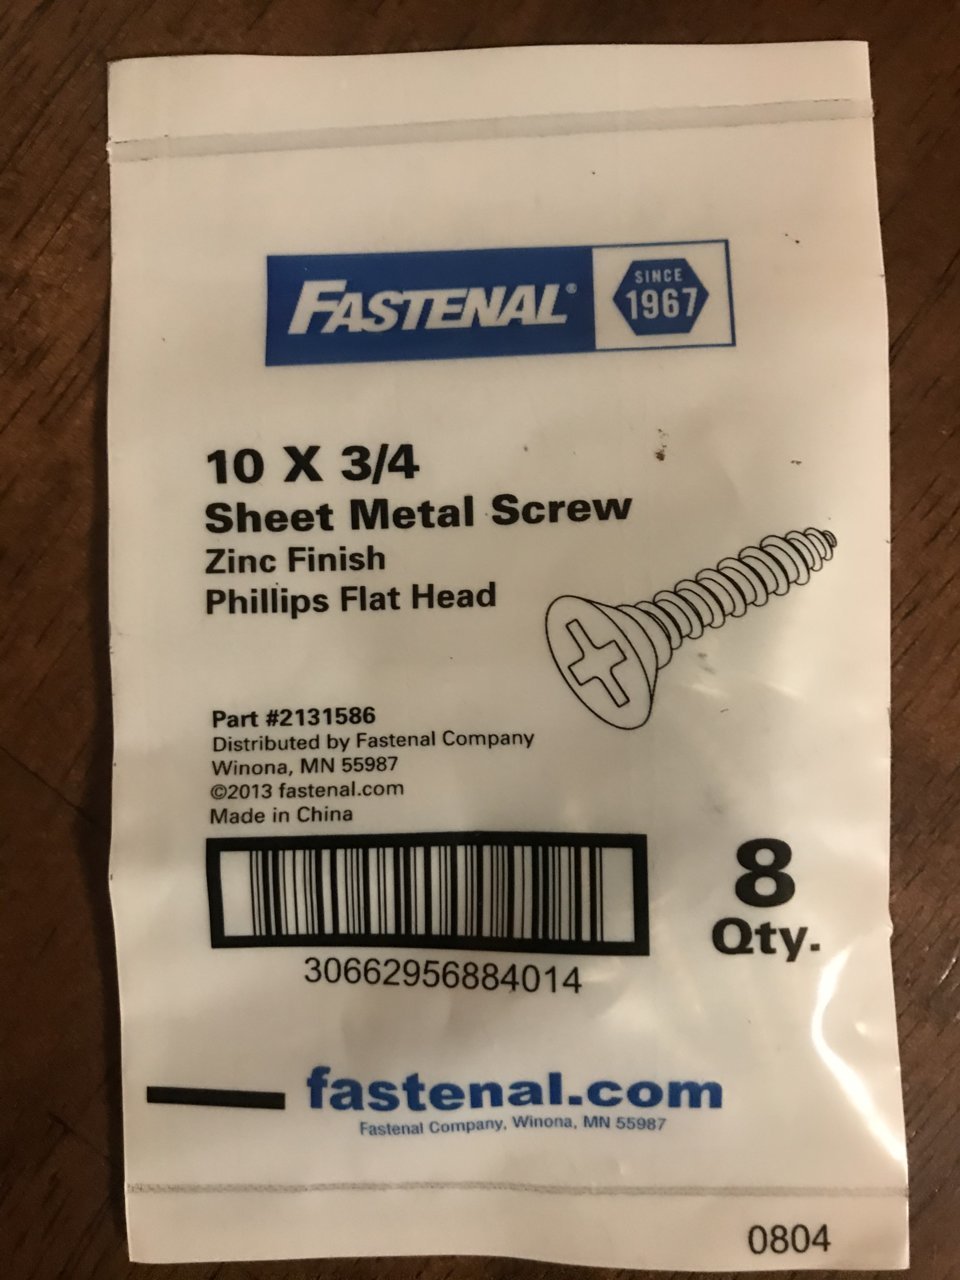 FASTENAL®
SINCE
1967
10 X 3/4
Sheet Metal Screw
Zinc Finish
Phillips Flat Head
Part #2131586
Distributed by Fastenal Company
Winona, MN 55987
©2013 fastenal.com
Made in China
30662956884014
8
Qty.
fastenal.com
Fastenal Company, Winona, MN 55987
0804